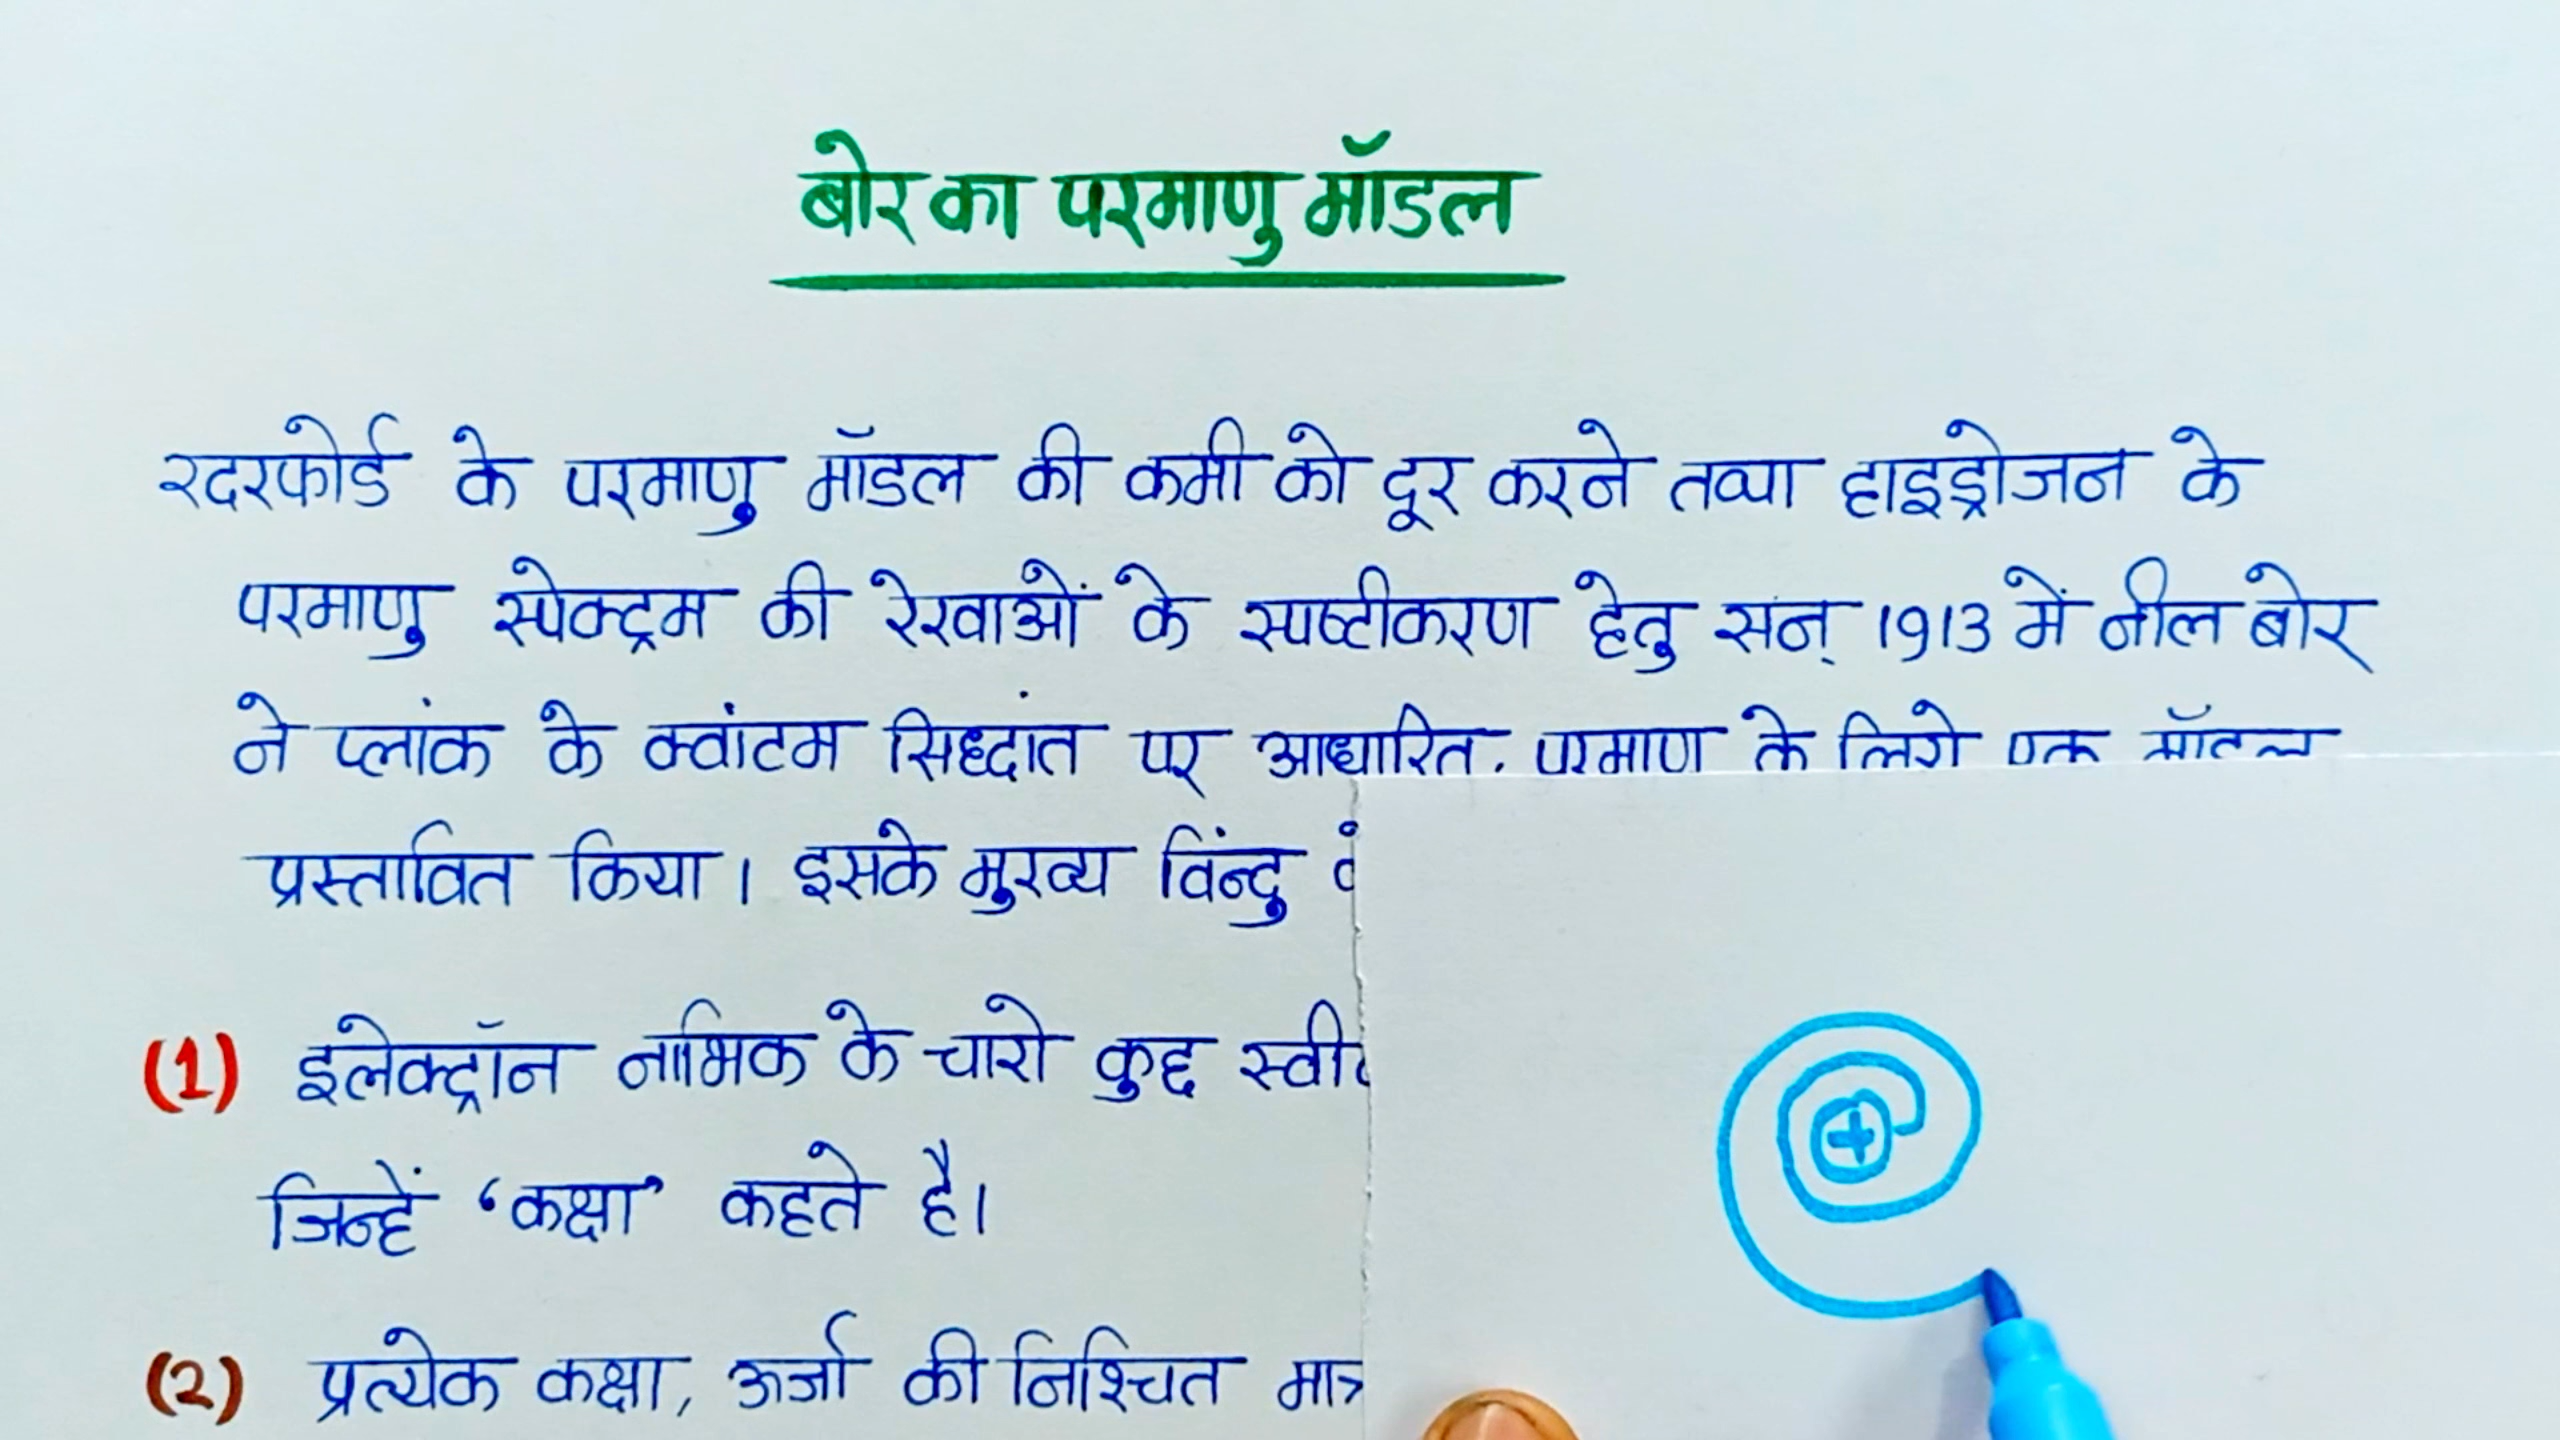 बोर का परमाणु मॉडल
रदरफोर्ड के परमाणु मॉडल की कमी को दूर करने तथा हाइड्रोजन के
परमाणु स्पेक्ट्रम की रेखाओं के स्पष्टीकरण हेतु सन् 1913 में नील बोर
ने प्लांक के क्वांटम सिध्दांत पर आधारित, परमाणु के लिये एक मॉडल
प्रस्तावित किया। इसके मुख्य विंन्दु
(1) इलेक्ट्रॉन नाभिक के चारो कुछ
जिन्हें ‘कक्षा’ कहते है।
(2) प्रत्येक कक्षा, ऊर्जा की निश्चित
+